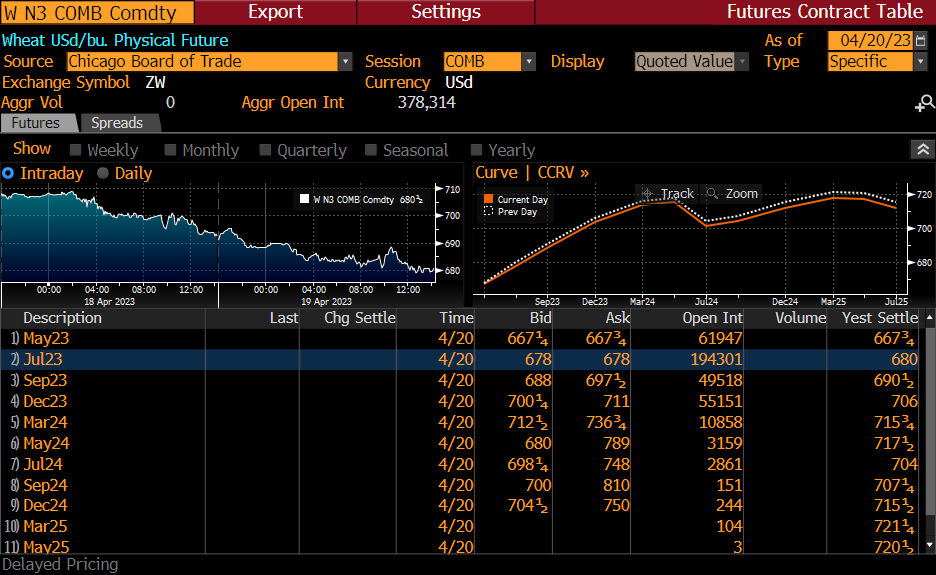 W N3 COMB Comdty Export Settings Futures Contract Table
Wheat USd/bu. Physical Future As of 04/20/23
Source Chicago Board of Trade Session COMB Display Quoted Value Type Specific
Exchange Symbol ZW Currency USd
Aggr Vol 0 Aggr Open Int 378,314
Futures Spreads
Show Weekly Monthly Quarterly Seasonal Yearly
Intraday Daily
W N3 COMB Comdty 680½
710
700
690
680
00:00 04:00 08:00 12:00 00:00 04:00 08:00 12:00
18 Apr 2023 19 Apr 2023
Curve | CCRV »
Current Day
Prev Day
Track Zoom
720
700
680
Sep23 Dec23 Mar24 Jul24 Dec24 Mar25 Jul25
Description Last Chg Settle Time Bid Ask Open Int Volume Yest Settle
1) May23 4/20 667¼ 667¾ 61947 667¾
2) Jul23 4/20 678 678 194301 680
3) Sep23 4/20 688 697½ 49518 690½
4) Dec23 4/20 700¼ 711 55151 706
5) Mar24 4/20 712½ 736¾ 10858 715¾
6) May24 4/20 680 789 3159 717½
7) Jul24 4/20 698¼ 748 2861 704
8) Sep24 4/20 700 810 151 707¼
9) Dec24 4/20 704½ 750 244 715½
10) Mar25 4/20 104 721¼
11) May25 4/20 3 720½
Delayed Pricing